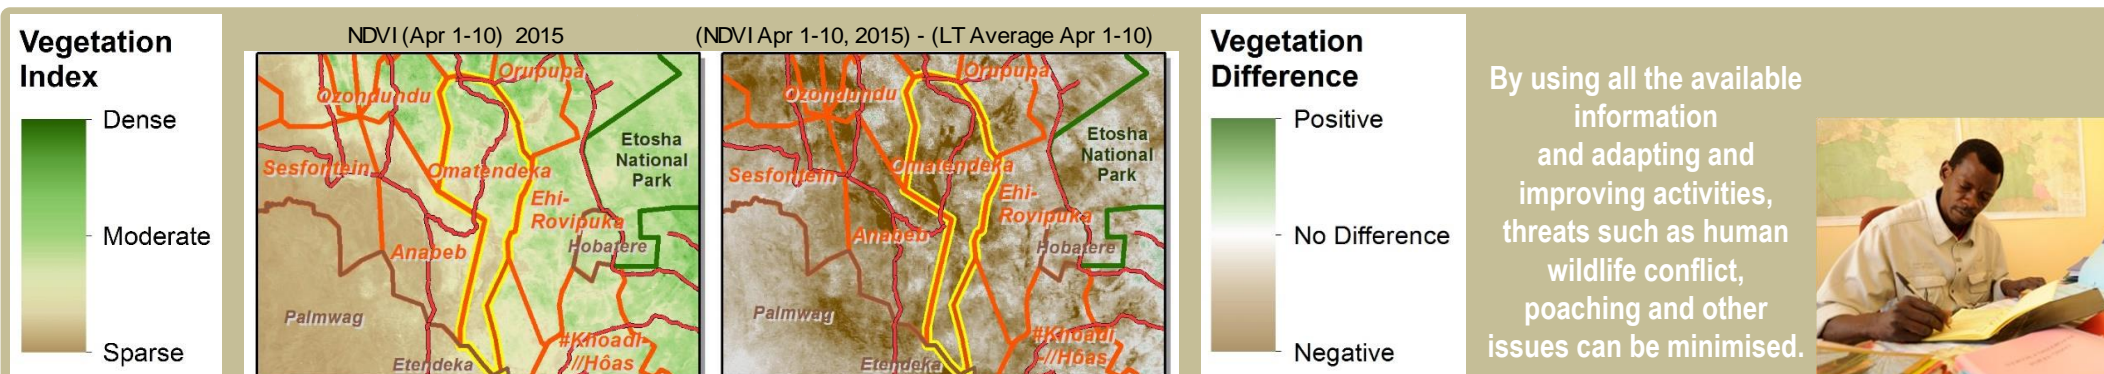 Vegetation
Index
Dense
Moderate
Sparse
NDVI (Apr 1-10) 2015
Orupupa
Ozondundu
Etosha
National
Park
Sesfontein
Omatendeka
Ehi-
Rovipuka
Anabeb
Hobatere
Palmwag
#Khoadi-
//Hôas
Etendeka
(NDVI Apr 1-10, 2015) - (LT Average Apr 1-10)
Orupupa
Ozondundu
Etosha
National
Park
Sesfontein
Omatendeka
Ehi-
Rovipuka
Anabeb
Hobatere
Palmwag
#Khoadi
-//Hôas
Etendeka
Vegetation
Difference
Positive
No Difference
Negative
By using all the available
information
and adapting and
improving activities,
threats such as human
wildlife conflict,
poaching and other
issues can be minimised.